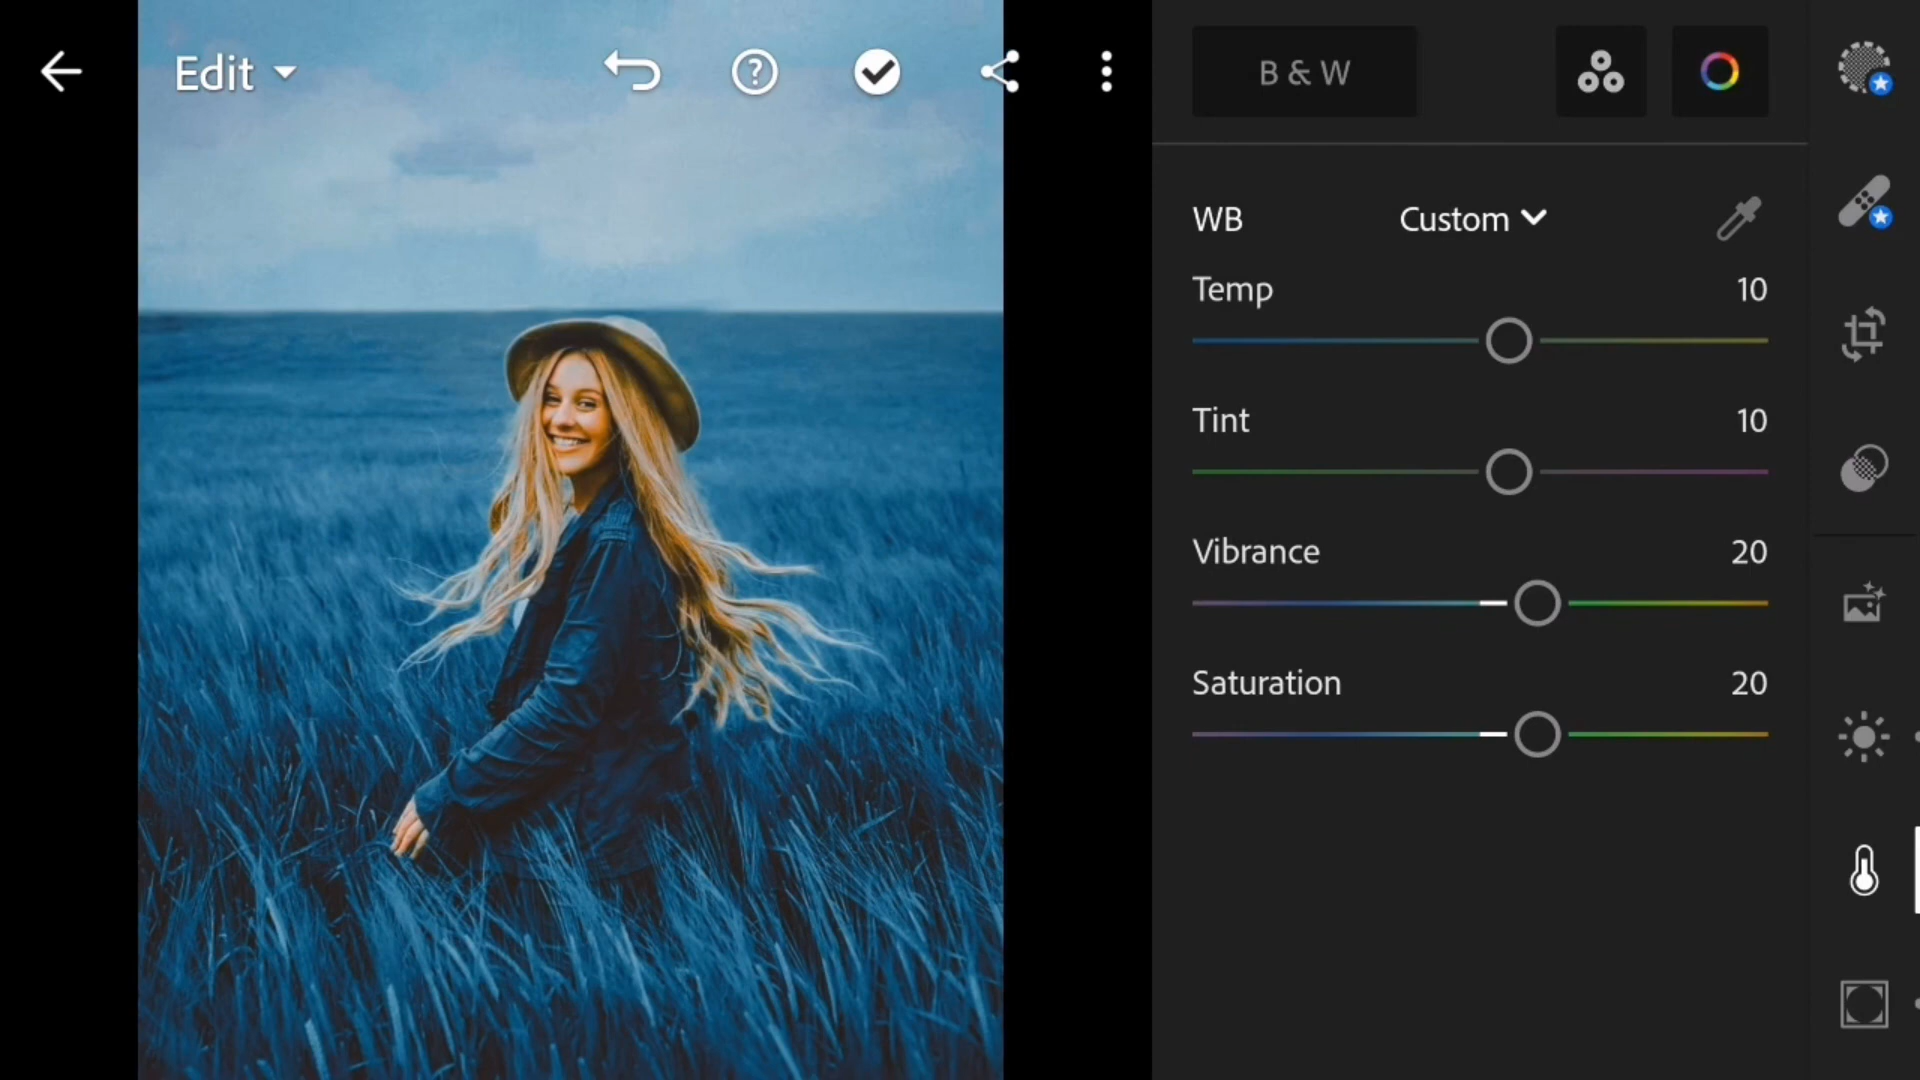 Edit
B & W
WB Custom
Temp 10
Tint 10
Vibrance 20
Saturation 20